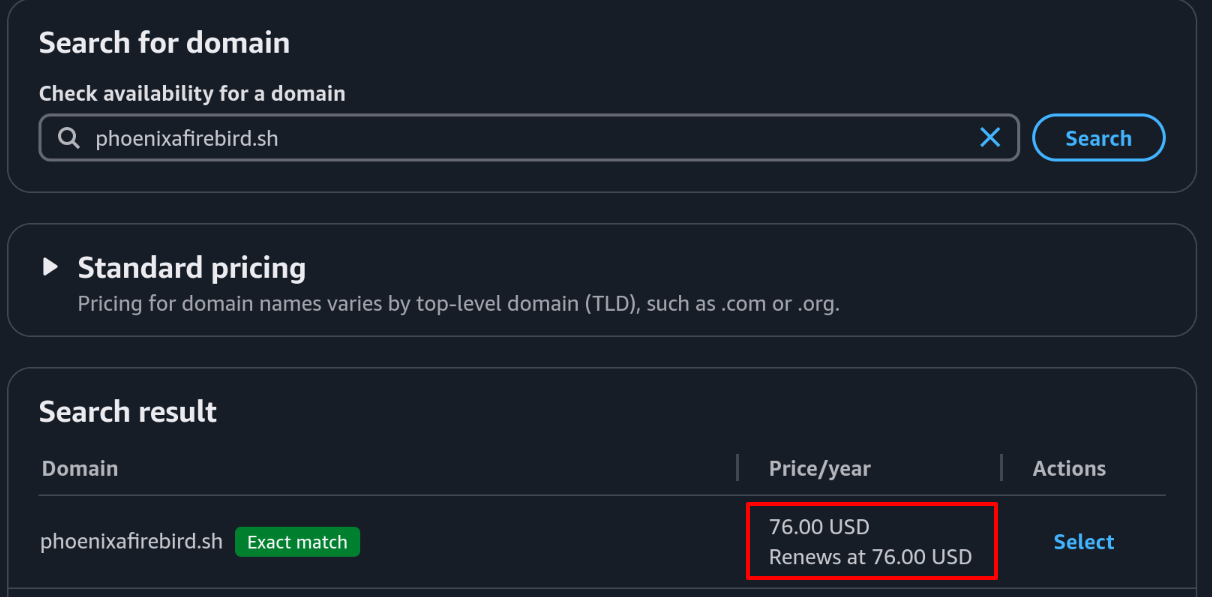 Search for domain
Check availability for a domain
phoenixafirebird.sh
Search
Standard pricing
Pricing for domain names varies by top-level domain (TLD), such as .com or .org.
Search result
Domain
Price/year
Actions
phoenixafirebird.sh
Exact match
76.00 USD
Renews at 76.00 USD
Select